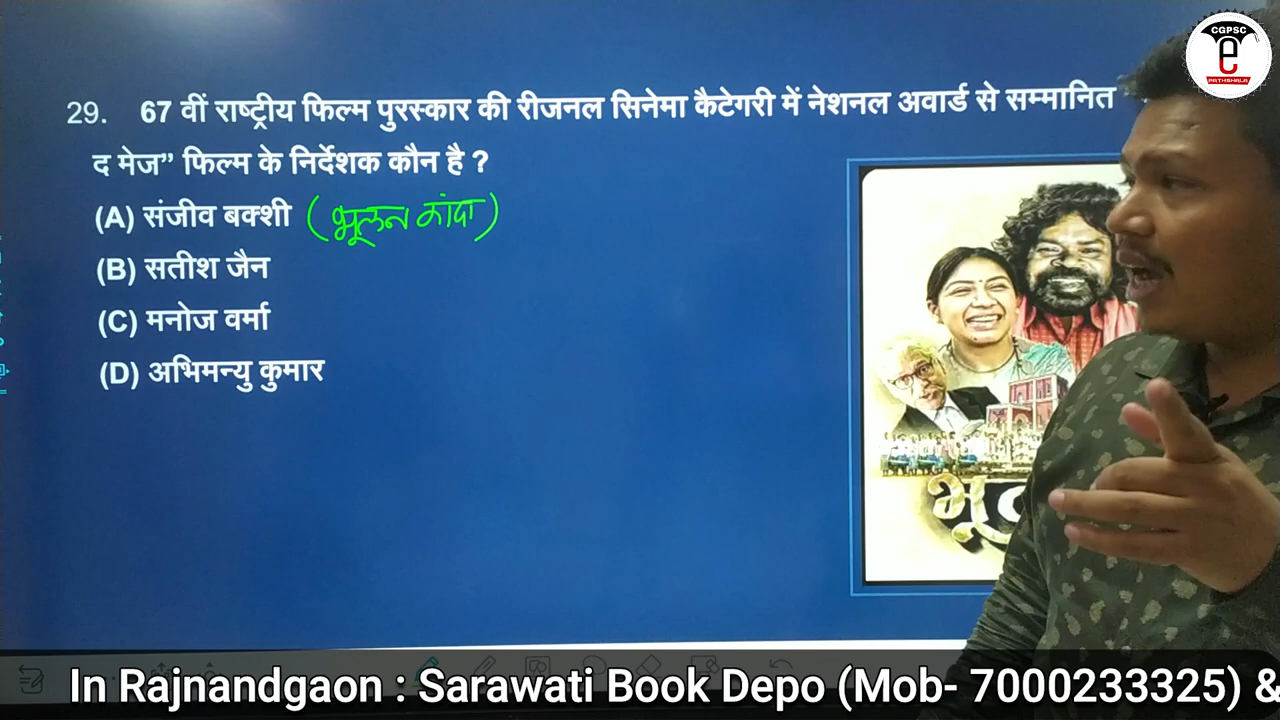 CGPSC
e
PATHSHALA
29. 67 वीं राष्ट्रीय फिल्म पुरस्कार की रीजनल सिनेमा कैटेगरी में नेशनल अवार्ड से सम्मानित
द मेज” फिल्म के निर्देशक कौन है ?
(A) संजीव बक्शी (भूलन कांदा)
(B) सतीश जैन
(C) मनोज वर्मा
(D) अभिमन्यु कुमार
In Rajnandgaon : Sarawati Book Depo (Mob- 7000233325) &